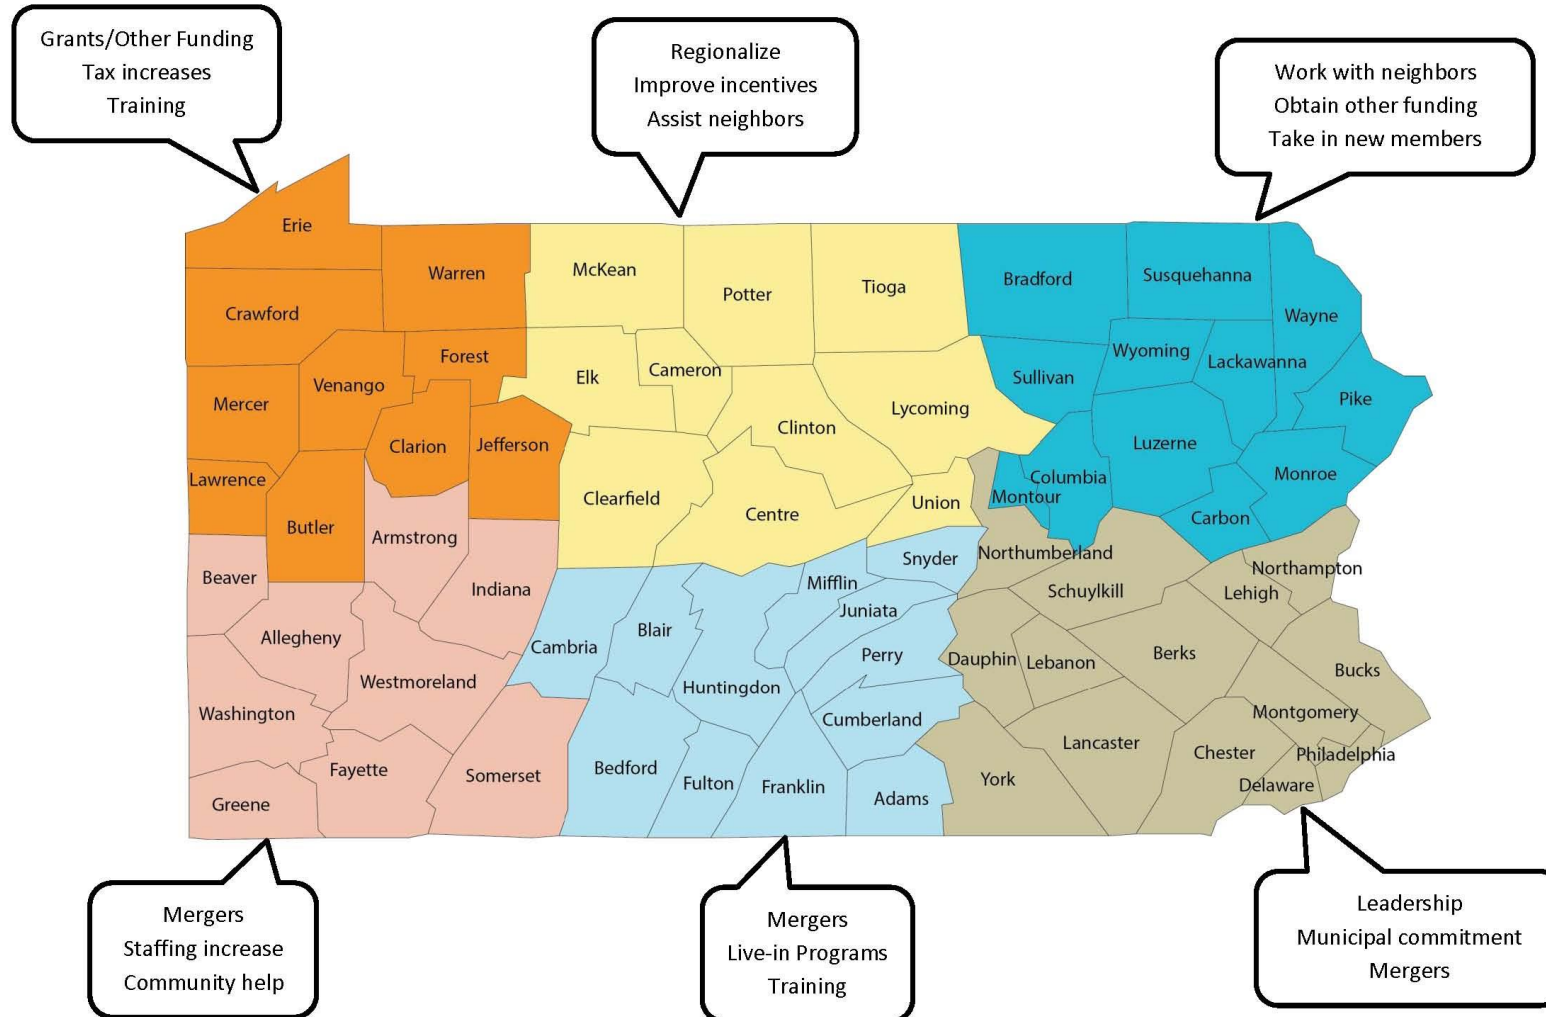 Grants/Other Funding
Tax increases
Training
Regionalize
Improve incentives
Assist neighbors
Work with neighbors
Obtain other funding
Take in new members
Erie
Warren
McKean
Potter
Tioga
Bradford
Susquehanna
Wayne
Crawford
Forest
Venango
Mercer
Elk
Cameron
Clinton
Lycoming
Sullivan
Wyoming
Lackawanna
Pike
Clarion
Jefferson
Luzerne
Lawrence
Butler
Clearfield
Centre
Union
Montour
Columbia
Carbon
Monroe
Armstrong
Beaver
Indiana
Allegheny
Snyder
Mifflin
Juniata
Northumberland
Schuylkill
Northampton
Lehigh
Cambria
Blair
Huntingdon
Perry
Dauphin
Lebanon
Berks
Bucks
Westmoreland
Washington
Cumberland
Montgomery
Lancaster
Chester
Philadelphia
Delaware
Greene
Fayette
Somerset
Bedford
Fulton
Franklin
Adams
York
Mergers
Staffing increase
Community help
Mergers
Live-in Programs
Training
Leadership
Municipal commitment
Mergers